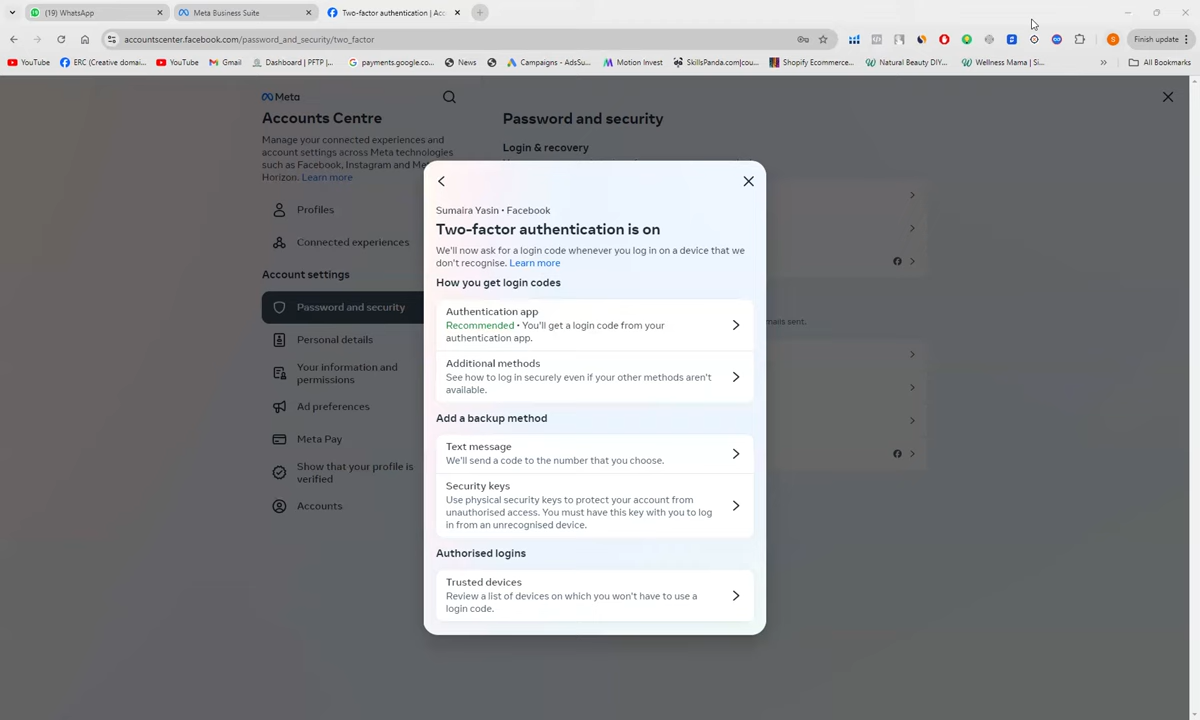 (19) WhatsApp
Meta Business Suite
Two-factor authentication | Acc
accountscenter.facebook.com/password_and_security/two_factor
Finish update
YouTube
ERC (Creative domai...
YouTube
Gmail
Dashboard | PFTP |...
payments.google.co...
News
Campaigns - AdsSu...
Motion Invest
SkillsPanda.com|cou...
Shopify Ecommerce...
Natural Beauty DIY...
Wellness Mama | Si...
All Bookmarks
Meta
Accounts Centre
Manage your connected experiences and
account settings across Meta technologies
such as Facebook, Instagram and Me
Horizon. Learn more
Profiles
Connected experiences
Account settings
Password and security
Personal details
Your information and
permissions
Ad preferences
Meta Pay
Show that your profile is
verified
Accounts
Password and security
Login & recovery
mails sent.
Sumaira Yasin • Facebook
Two-factor authentication is on
We'll now ask for a login code whenever you log in on a device that we
don't recognise. Learn more
How you get login codes
Authentication app
Recommended • You'll get a login code from your
authentication app.
Additional methods
See how to log in securely even if your other methods aren't
available.
Add a backup method
Text message
We'll send a code to the number that you choose.
Security keys
Use physical security keys to protect your account from
unauthorised access. You must have this key with you to log
in from an unrecognised device.
Authorised logins
Trusted devices
Review a list of devices on which you won't have to use a
login code.